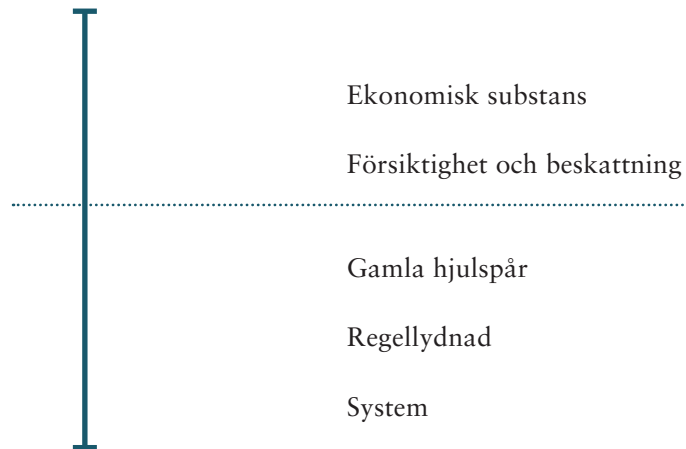 Ekonomisk substans
Försiktighet och beskattning
Gamla hjulspår
Regellydnad
System